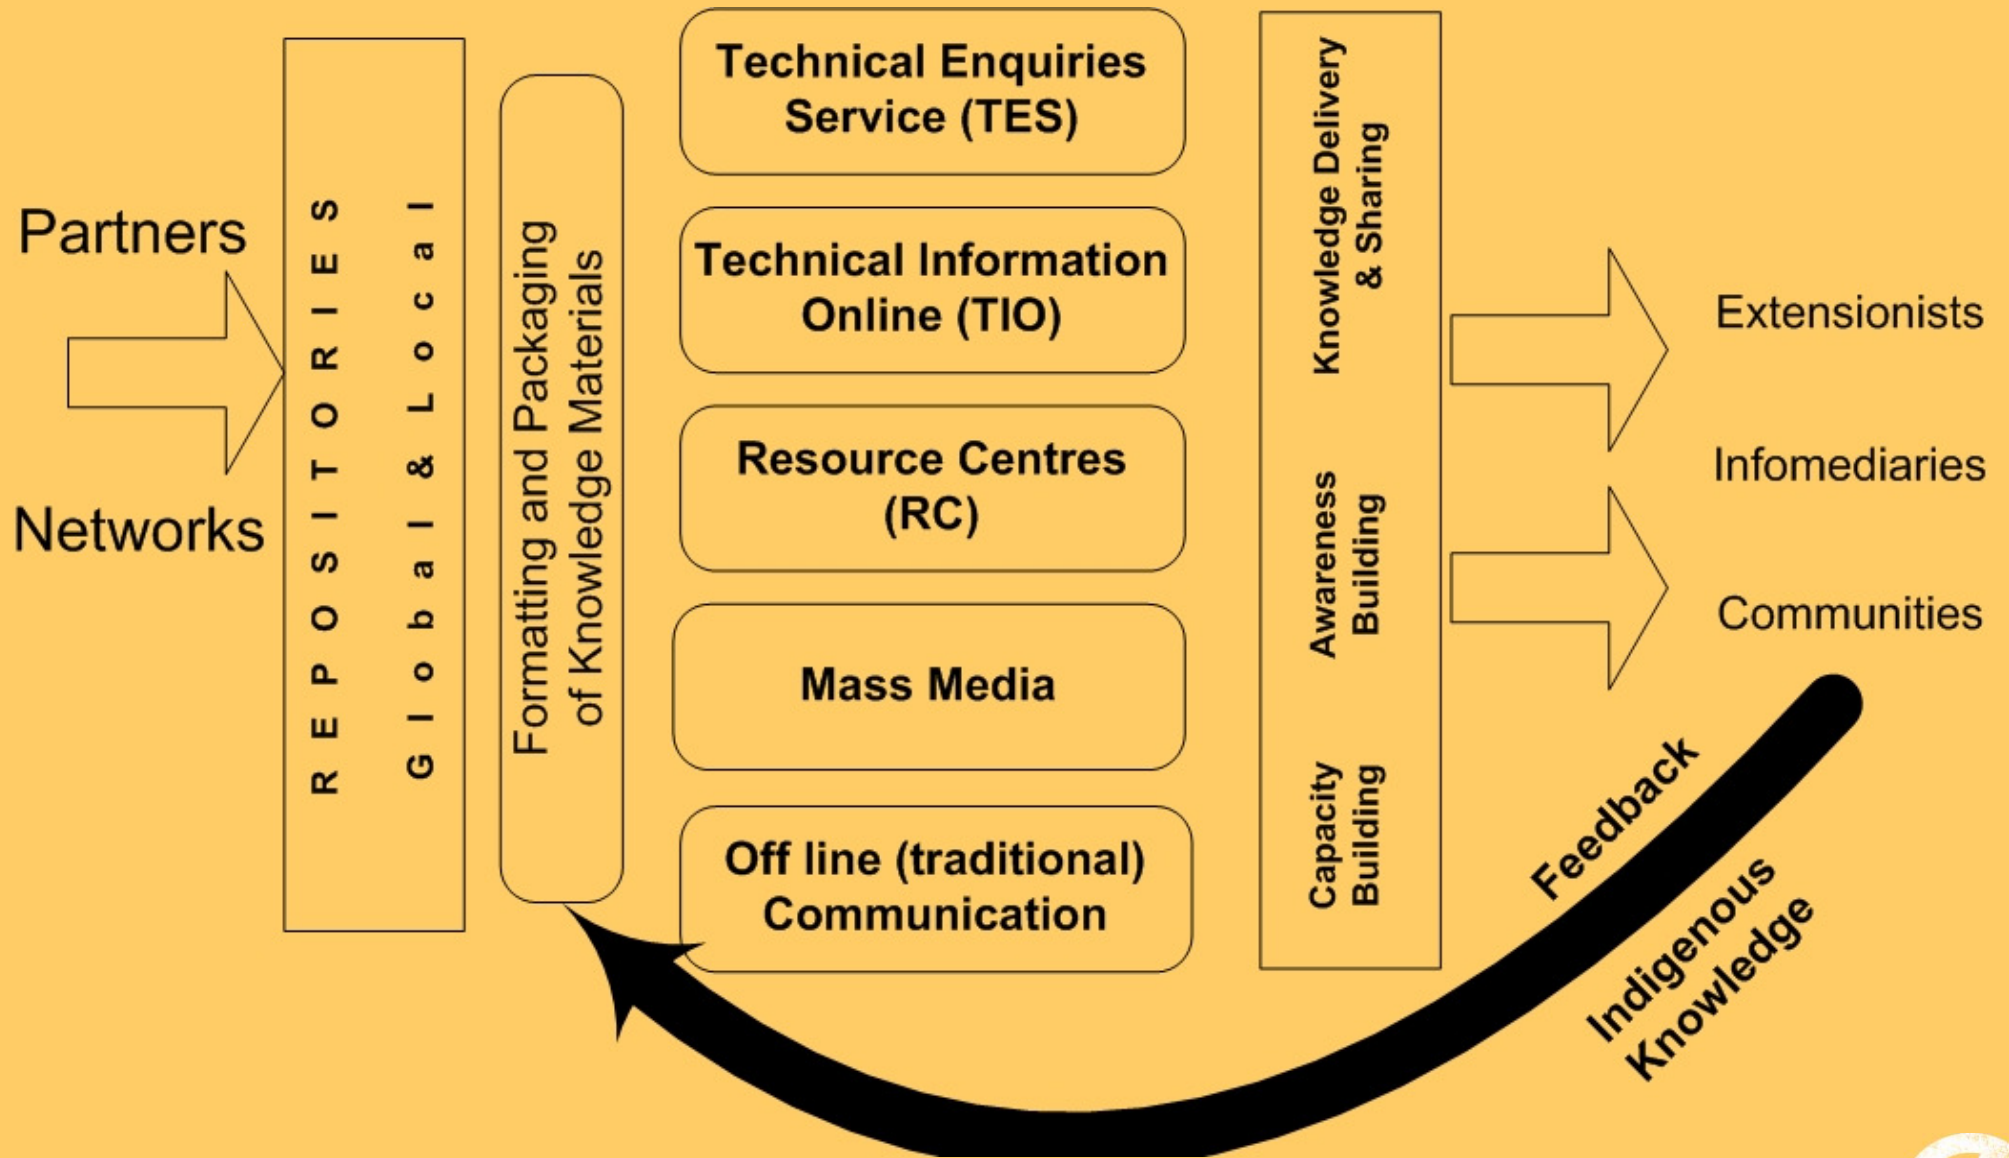 Partners
Networks
REPOSITORIES
Global & Local
Formatting and Packaging
of Knowledge Materials
Technical Enquiries
Service (TES)
Technical Information
Online (TIO)
Resource Centres
(RC)
Mass Media
Off line (traditional)
Communication
Knowledge Delivery
& Sharing
Awareness
Building
Capacity
Building
Extensionists
Infomediaries
Communities
Feedback
Indigenous
Knowledge